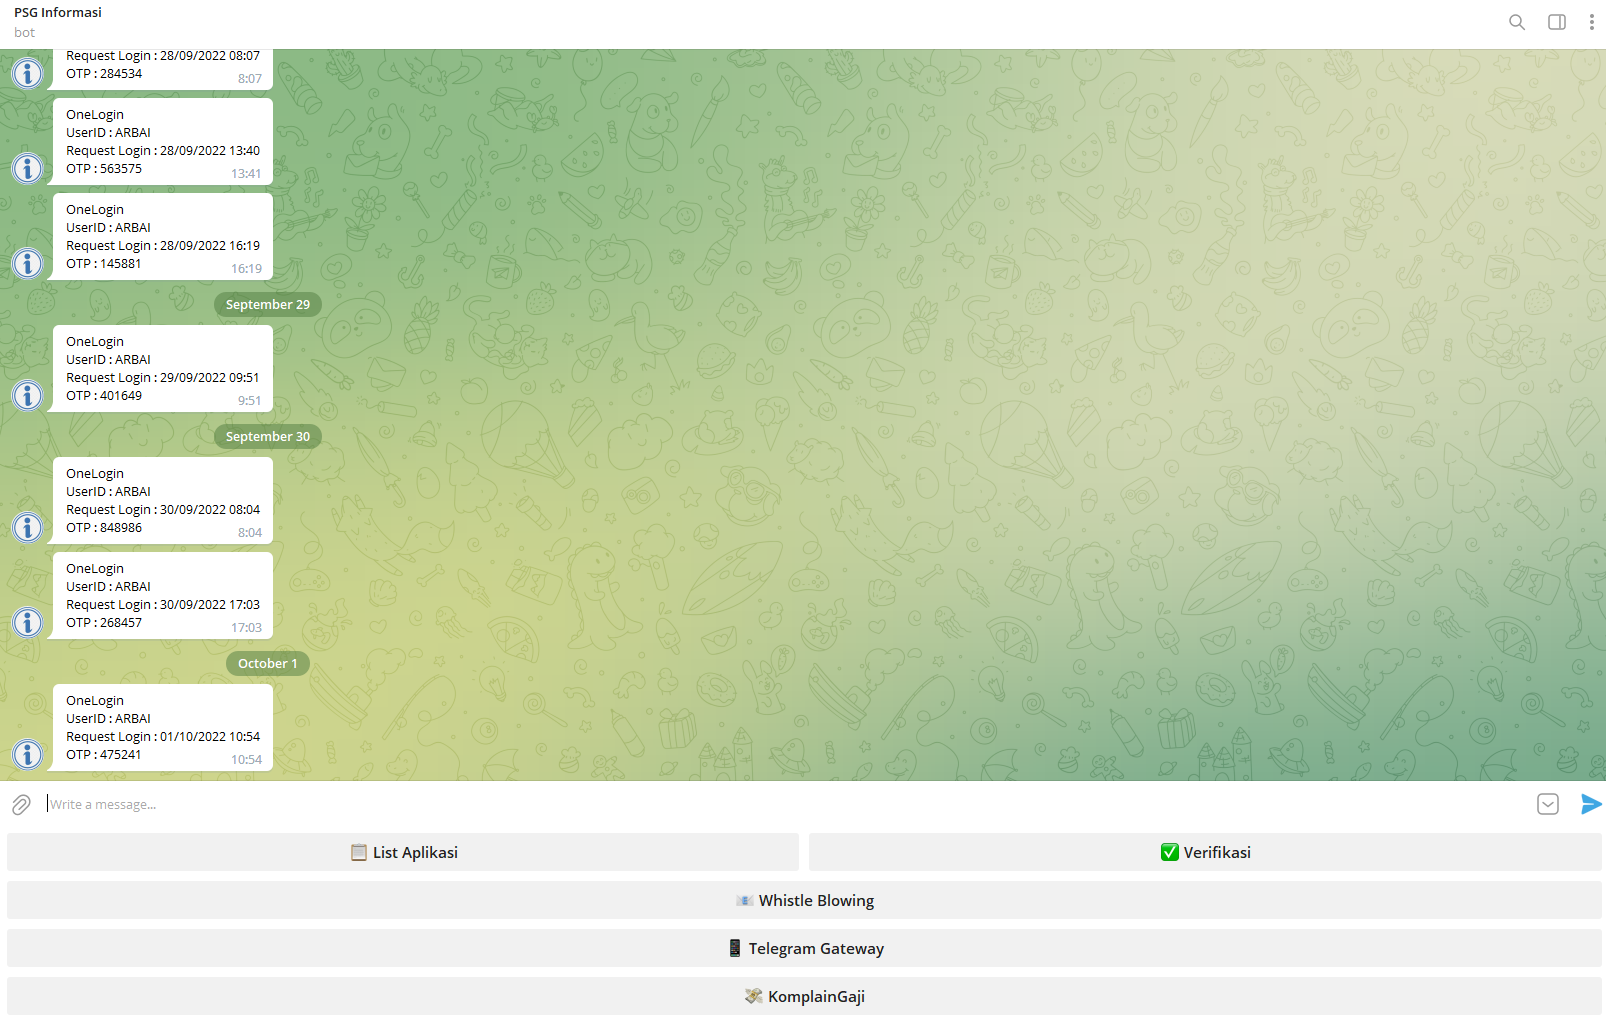 PSG Informasi
bot
Request Login : 28/09/2022 08:07
OTP : 284534
8:07
OneLogin
UserID : ARBAI
Request Login : 28/09/2022 13:40
OTP : 563575
13:41
OneLogin
UserID : ARBAI
Request Login : 28/09/2022 16:19
OTP : 145881
16:19
September 29
OneLogin
UserID : ARBAI
Request Login : 29/09/2022 09:51
OTP : 401649
9:51
September 30
OneLogin
UserID : ARBAI
Request Login : 30/09/2022 08:04
OTP : 848986
8:04
OneLogin
UserID : ARBAI
Request Login : 30/09/2022 17:03
OTP : 268457
17:03
October 1
OneLogin
UserID : ARBAI
Request Login : 01/10/2022 10:54
OTP : 475241
10:54
Write a message...
List Aplikasi
Verifikasi
Whistle Blowing
Telegram Gateway
KomplainGaji